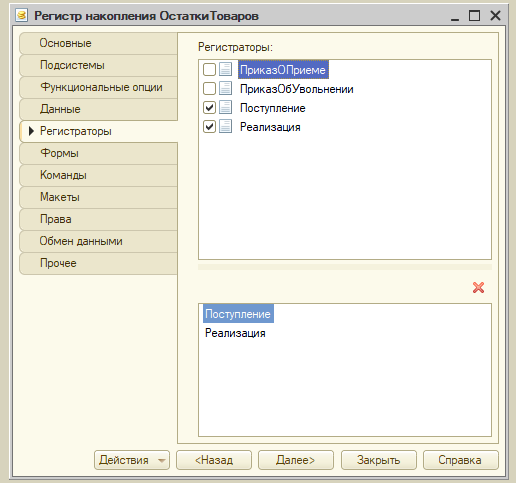 Регистр накопления ОстаткиТоваров
Основные
Подсистемы
Функциональные опции
Данные
Регистраторы
Формы
Команды
Макеты
Права
Обмен данными
Прочее
Регистраторы:
ПриказОПриеме
ПриказОбУвольнении
Поступление
Реализация
Поступление
Реализация
Действия
<Назад
Далее>
Закрыть
Справка